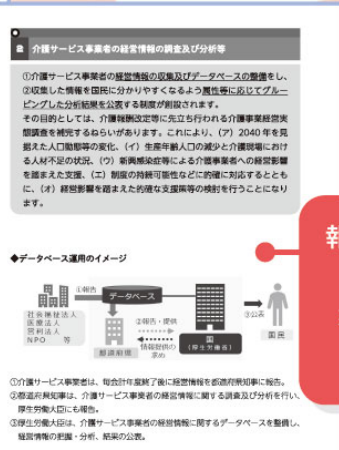 2 介護サービス事業者の経営情報の調査及び分析等
①介護サービス事業者の経営情報の収集及びデータベースの整備をし、
②収集した情報を国民に分かりやすくなるよう属性等に応じてグルー
ピングした分析結果を公表する制度が創設されます。
その目的としては、介護報酬改定等に先立ち行われる介護事業経営実
態調査を補完するねらいがあります。これにより、(ア) 2040 年を見
据えた人口動態等の変化、(イ) 生産年齢人口の減少と介護現場におけ
る人材不足の状況、(ウ) 新興感染症等による介護事業者への経営影響
を踏まえた支援、(エ) 制度の持続可能性などに的確に対応するととも
に、(オ) 経営影響を踏まえた的確な支援策等の検討を行うことになり
ます。
報
◆データベース運用のイメージ
①報告
データベース
社会福祉法人
医療法人
営利法人
NPO 等
都道府県
②報告・提供
情報提供の
求め
国
(厚生労働省)
③公表
国民
①介護サービス事業者は、毎会計年度終了後に経営情報を都道府県知事に報告。
②都道府県知事は、介護サービス事業者の経営情報に関する調査及び分析を行い、
厚生労働大臣にも報告。
③厚生労働大臣は、介護サービス事業者の経営情報に関するデータベースを整備し、
経営情報の把握・分析、結果の公表。